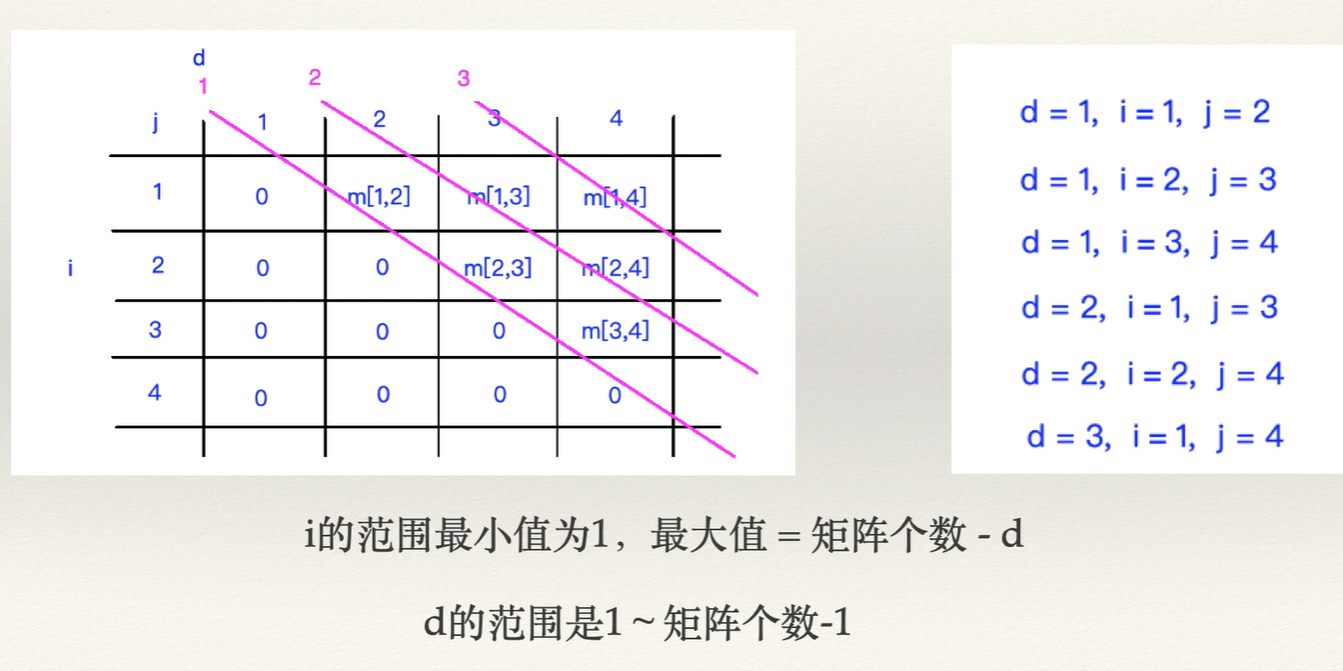 d
1 2 3
j 1 2 3 4
1 0 m[1,2] m[1,3] m[1,4]
i 2 0 0 m[2,3] m[2,4]
3 0 0 0 m[3,4]
4 0 0 0 0
d = 1, i = 1, j = 2
d = 1, i = 2, j = 3
d = 1, i = 3, j = 4
d = 2, i = 1, j = 3
d = 2, i = 2, j = 4
d = 3, i = 1, j = 4
i的范围最小值为1，最大值 = 矩阵个数 - d
d的范围是1 ~ 矩阵个数-1